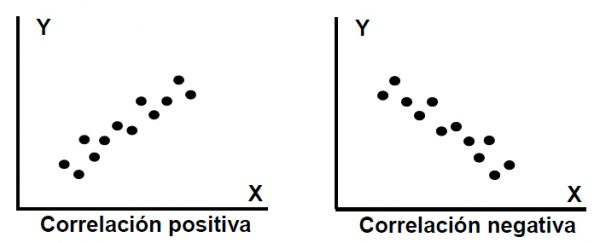 Y
X
Correlación positiva
Y
X
Correlación negativa